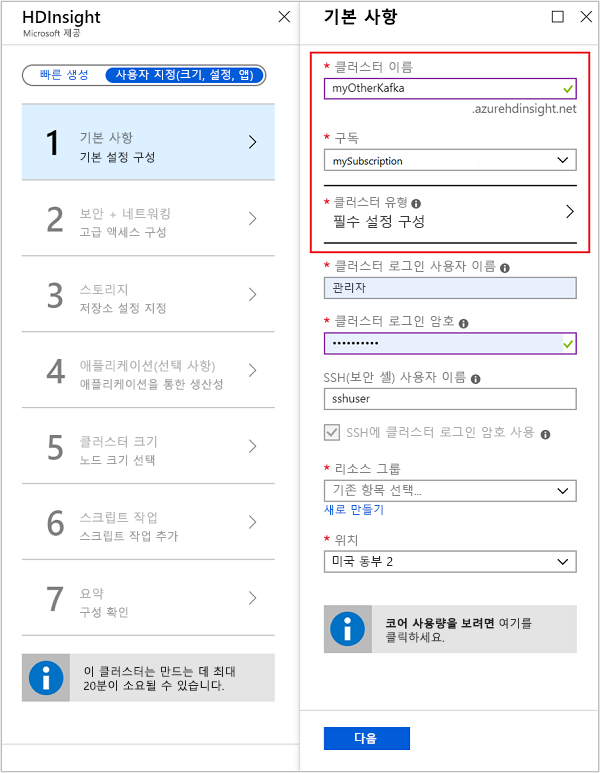 HDInsight
Microsoft 제공
빠른 생성
사용자 지정(크기, 설정, 앱)
1
기본 사항
기본 설정 구성
2
보안 + 네트워킹
고급 액세스 구성
3
스토리지
저장소 설정 지정
4
애플리케이션(선택 사항)
애플리케이션을 통한 생산성
5
클러스터 크기
노드 크기 선택
6
스크립트 작업
스크립트 작업 추가
7
요약
구성 확인
이 클러스터는 만드는 데 최대
20분이 소요될 수 있습니다.
기본 사항
* 클러스터 이름
myOtherKafka
.azurehdinsight.net
* 구독
mySubscription
* 클러스터 유형
필수 설정 구성
* 클러스터 로그인 사용자 이름
관리자
* 클러스터 로그인 암호
••••••••••
SSH(보안 셸) 사용자 이름
sshuser
SSH에 클러스터 로그인 암호 사용
* 리소스 그룹
기존 항목 선택...
새로 만들기
* 위치
미국 동부 2
코어 사용량을 보려면 여기를
클릭하세요.
다음